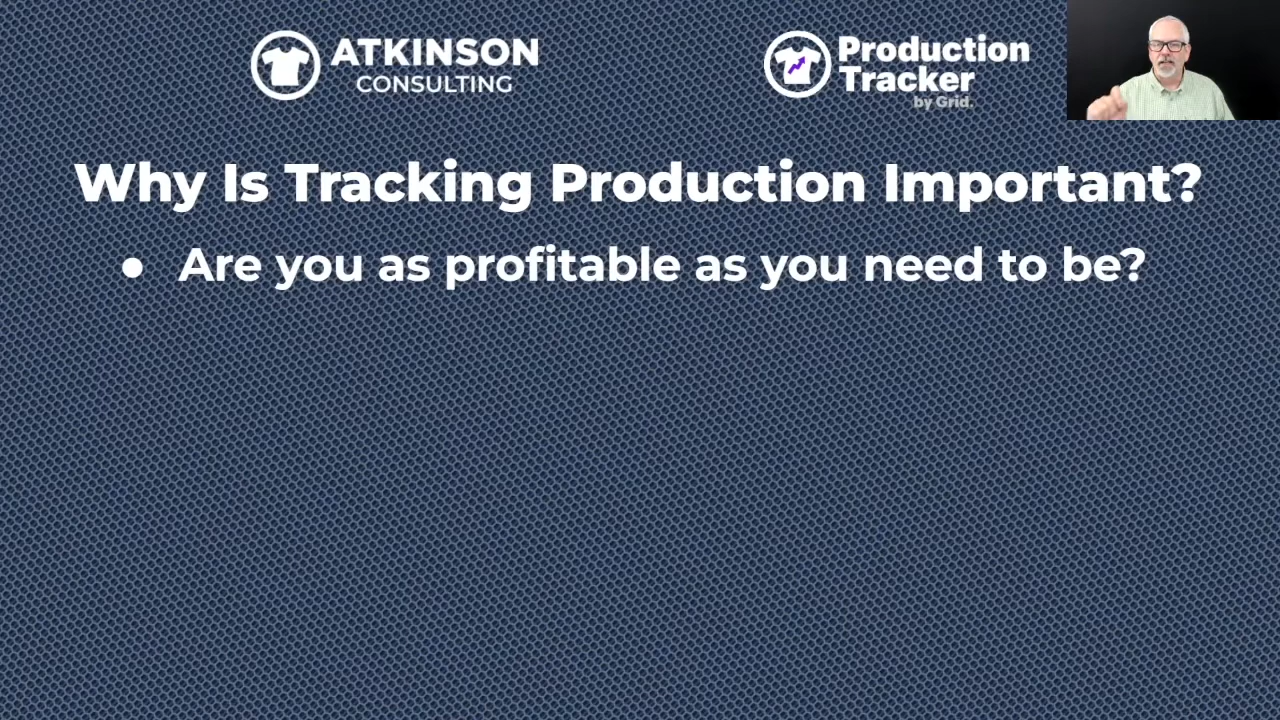 ATKINSON
CONSULTING
Production
Tracker
by Grid.
Why Is Tracking Production Important?
● Are you as profitable as you need to be?